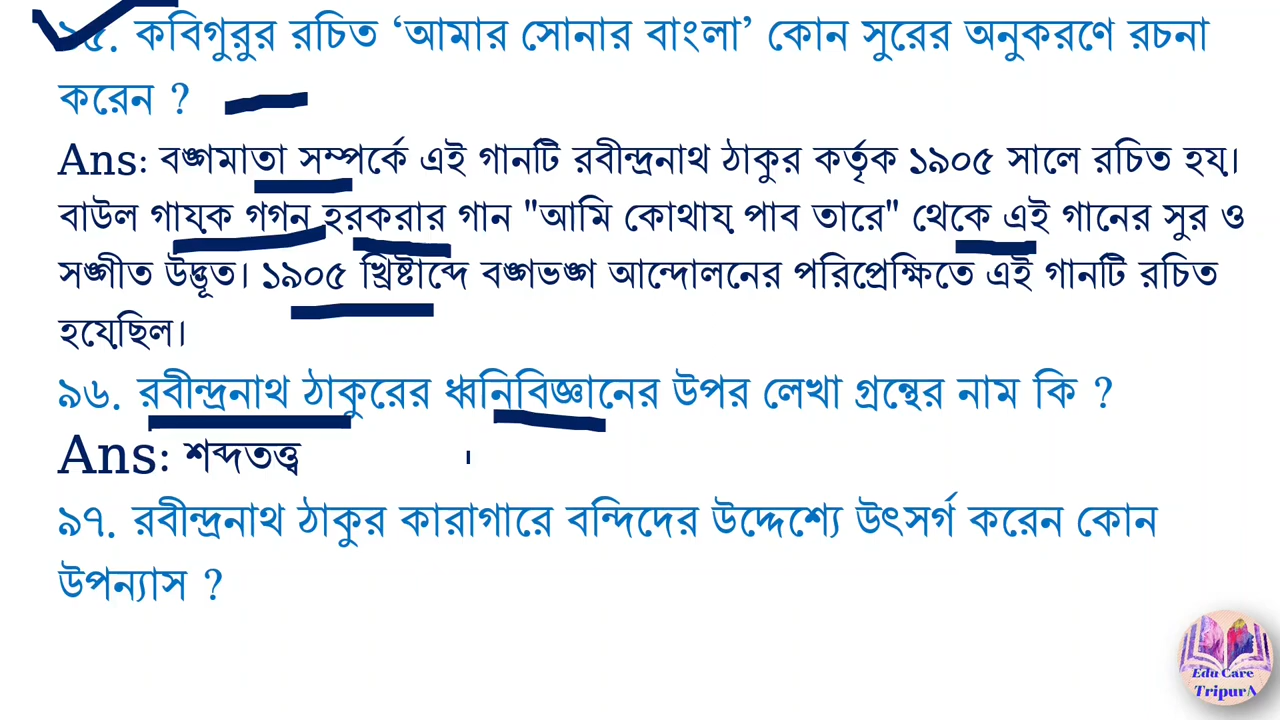 ৯৫. কবিগুরুর রচিত ‘আমার সোনার বাংলা’ কোন সুরের অনুকরণে রচনা
করেন ?
Ans: বঙ্গমাতা সম্পর্কে এই গানটি রবীন্দ্রনাথ ঠাকুর কর্তৃক ১৯০৫ সালে রচিত হয়।
বাউল গায়ক গগন হরকরার গান "আমি কোথায় পাব তারে" থেকে এই গানের সুর ও
সঙ্গীত উদ্ভূত। ১৯০৫ খ্রিষ্টাব্দে বঙ্গভঙ্গ আন্দোলনের পরিপ্রেক্ষিতে এই গানটি রচিত
হয়েছিল।
৯৬. রবীন্দ্রনাথ ঠাকুরের ধ্বনিবিজ্ঞানের উপর লেখা গ্রন্থের নাম কি ?
Ans: শব্দতত্ত্ব
৯৭. রবীন্দ্রনাথ ঠাকুর কারাগারে বন্দিদের উদ্দেশ্যে উৎসর্গ করেন কোন
উপন্যাস ?
Edu Care
TripurA